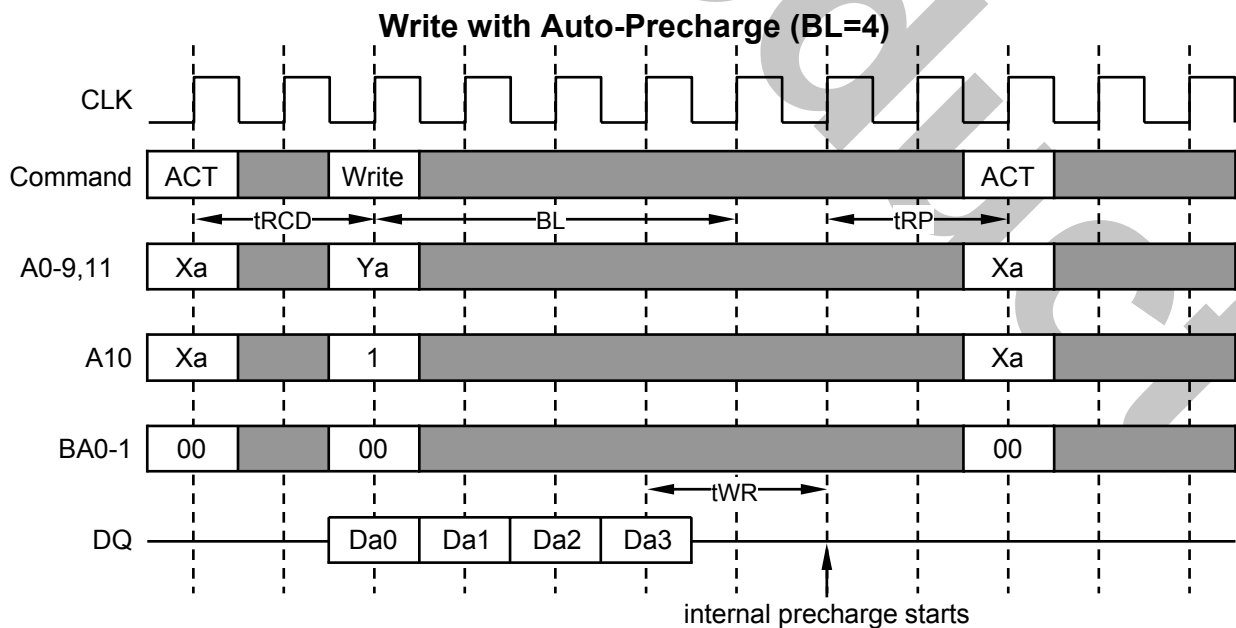 Write with Auto-Precharge (BL=4)
CLK
Command ACT Write ACT
tRCD BL tRP
A0-9,11 Xa Ya Xa
A10 Xa 1 Xa
BA0-1 00 00 00
tWR
DQ Da0 Da1 Da2 Da3
internal precharge starts